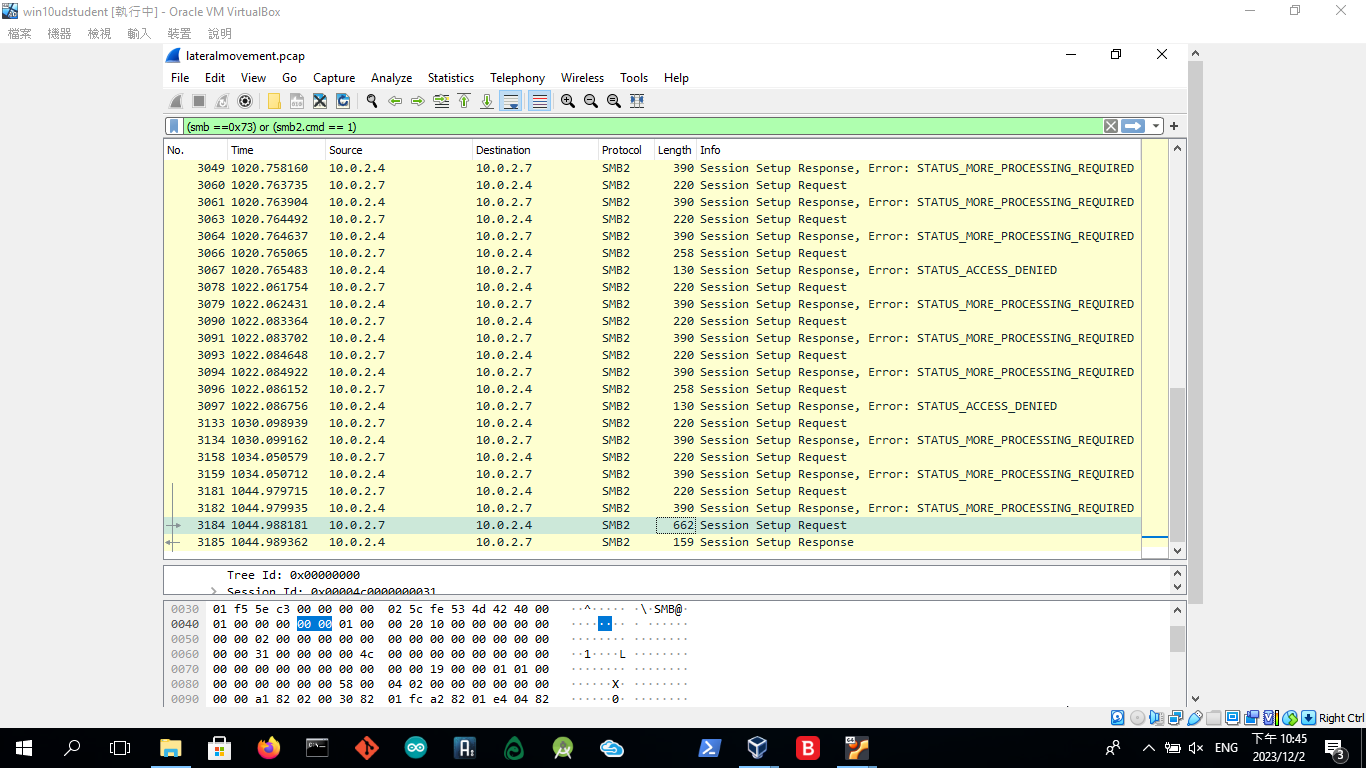 win10udstudent [執行中] - Oracle VM VirtualBox
檔案 機器 檢視 輸入 裝置 說明
lateralmovement.pcap
File Edit View Go Capture Analyze Statistics Telephony Wireless Tools Help
(smb ==0x73) or (smb2.cmd == 1)
No. Time Source Destination Protocol Length Info
3049 1020.758160 10.0.2.4 10.0.2.7 SMB2 390 Session Setup Response, Error: STATUS_MORE_PROCESSING_REQUIRED
3060 1020.763735 10.0.2.7 10.0.2.4 SMB2 220 Session Setup Request
3061 1020.763904 10.0.2.4 10.0.2.7 SMB2 390 Session Setup Response, Error: STATUS_MORE_PROCESSING_REQUIRED
3063 1020.764492 10.0.2.7 10.0.2.4 SMB2 220 Session Setup Request
3064 1020.764637 10.0.2.4 10.0.2.7 SMB2 390 Session Setup Response, Error: STATUS_MORE_PROCESSING_REQUIRED
3066 1020.765065 10.0.2.7 10.0.2.4 SMB2 258 Session Setup Request
3067 1020.765483 10.0.2.4 10.0.2.7 SMB2 130 Session Setup Response, Error: STATUS_ACCESS_DENIED
3078 1022.061754 10.0.2.7 10.0.2.4 SMB2 220 Session Setup Request
3079 1022.062431 10.0.2.4 10.0.2.7 SMB2 390 Session Setup Response, Error: STATUS_MORE_PROCESSING_REQUIRED
3090 1022.083364 10.0.2.7 10.0.2.4 SMB2 220 Session Setup Request
3091 1022.083702 10.0.2.4 10.0.2.7 SMB2 390 Session Setup Response, Error: STATUS_MORE_PROCESSING_REQUIRED
3093 1022.084648 10.0.2.7 10.0.2.4 SMB2 220 Session Setup Request
3094 1022.084922 10.0.2.4 10.0.2.7 SMB2 390 Session Setup Response, Error: STATUS_MORE_PROCESSING_REQUIRED
3096 1022.086152 10.0.2.7 10.0.2.4 SMB2 258 Session Setup Request
3097 1022.086756 10.0.2.4 10.0.2.7 SMB2 130 Session Setup Response, Error: STATUS_ACCESS_DENIED
3133 1030.098939 10.0.2.7 10.0.2.4 SMB2 220 Session Setup Request
3134 1030.099162 10.0.2.4 10.0.2.7 SMB2 390 Session Setup Response, Error: STATUS_MORE_PROCESSING_REQUIRED
3158 1034.050579 10.0.2.7 10.0.2.4 SMB2 220 Session Setup Request
3159 1034.050712 10.0.2.4 10.0.2.7 SMB2 390 Session Setup Response, Error: STATUS_MORE_PROCESSING_REQUIRED
3181 1044.979715 10.0.2.7 10.0.2.4 SMB2 220 Session Setup Request
3182 1044.979935 10.0.2.4 10.0.2.7 SMB2 390 Session Setup Response, Error: STATUS_MORE_PROCESSING_REQUIRED
3184 1044.988181 10.0.2.7 10.0.2.4 SMB2 662 Session Setup Request
3185 1044.989362 10.0.2.4 10.0.2.7 SMB2 159 Session Setup Response
Tree Id: 0x00000000
Session Id: 0x00004c0000000031
0030 01 f5 5e c3 00 00 00 00 02 5c fe 53 4d 42 40 00 ··^····· ·\·SMB@·
0040 01 00 00 00 00 00 01 00 00 20 10 00 00 00 00 00 ········ · ······
0050 00 00 02 00 00 00 00 00 00 00 00 00 00 00 00 00 ········ ········
0060 00 00 31 00 00 00 00 4c 00 00 00 00 00 00 00 00 ··1····L ········
0070 00 00 00 00 00 00 00 00 00 00 19 00 00 01 01 00 ········ ········
0080 00 00 00 00 00 00 58 00 04 02 00 00 00 00 00 00 ······X· ········
0090 00 00 a1 82 02 00 30 82 01 fc a2 82 01 e4 04 82 ······0· ········
Right Ctrl
ENG
下午 10:45
2023/12/2
3